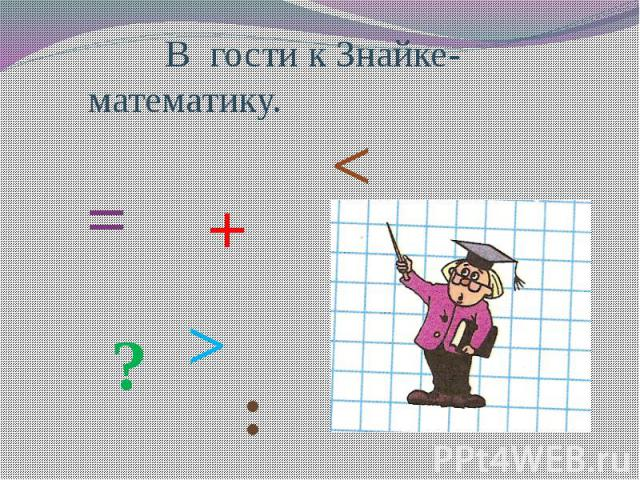 В гости к Знайке-
математику.
<
= +
>
?
:
PPt4WEB.ru